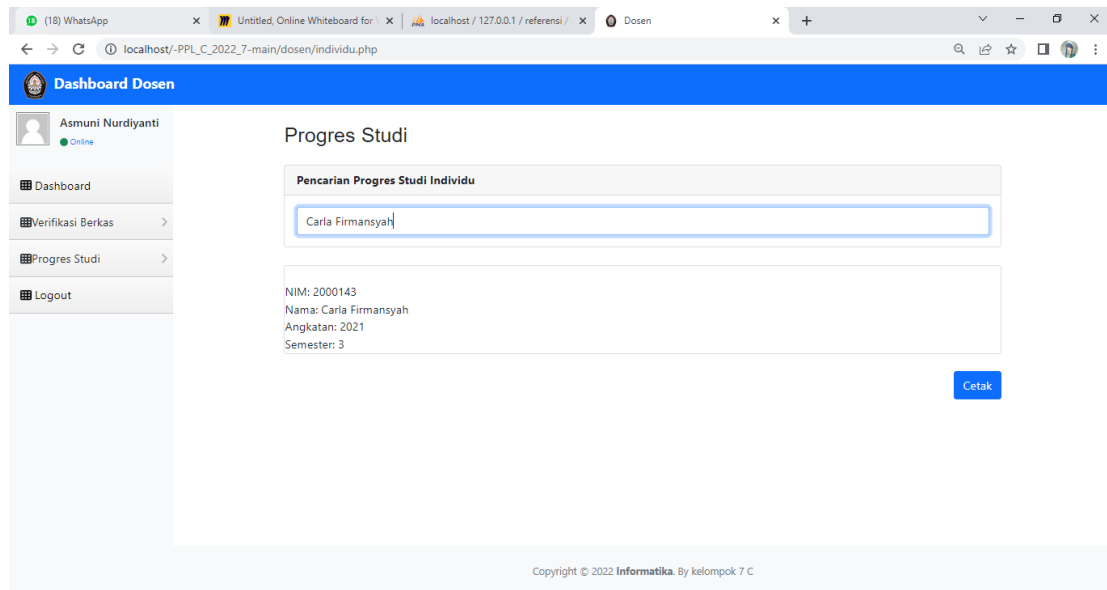 (18) WhatsApp
Untitled, Online Whiteboard for
localhost / 127.0.0.1 / referensi /
Dosen
localhost/-PPL_C_2022_7-main/dosen/individu.php
Dashboard Dosen
Asmuni Nurdiyanti
Online
Dashboard
Verifikasi Berkas
Progres Studi
Logout
Progres Studi
Pencarian Progres Studi Individu
Carla Firmansyah
NIM: 2000143
Nama: Carla Firmansyah
Angkatan: 2021
Semester: 3
Cetak
Copyright © 2022 Informatika. By kelompok 7 C